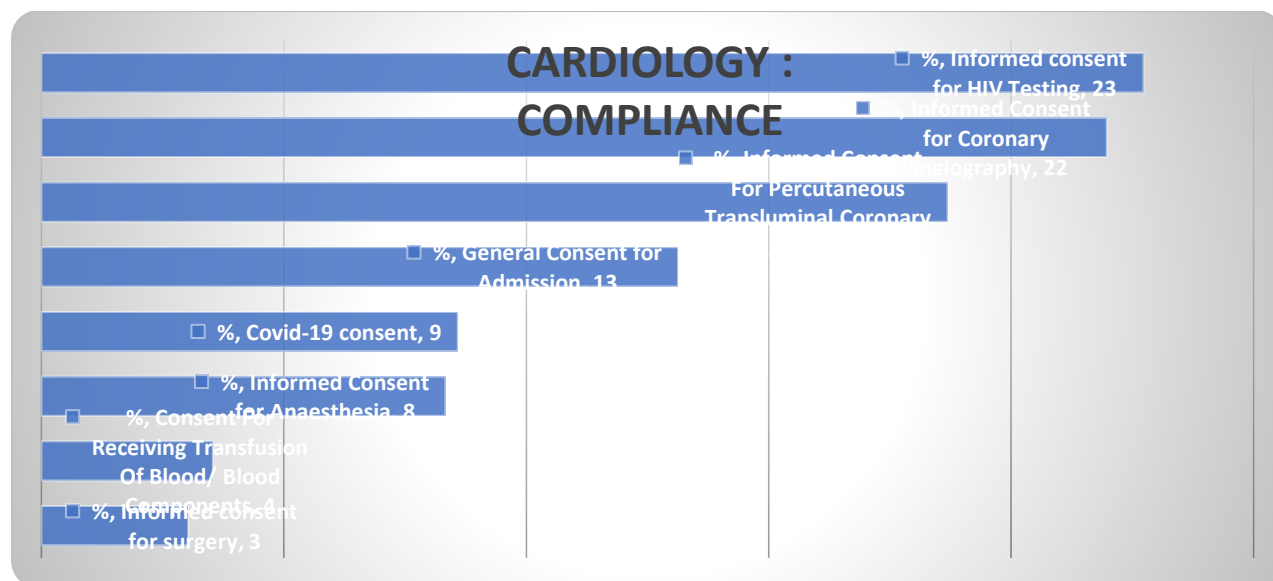 CARDIOLOGY :
COMPLIANCE
%, Informed consent
for HIV Testing, 23
%, Informed Consent
for Coronary
Angiography, 22
%, Informed Consent
For Percutaneous
Transluminal Coronary
%, General Consent for
Admission, 13
%, Covid-19 consent, 9
%, Informed Consent
for Anaesthesia, 8
%, Consent For
Receiving Transfusion
Of Blood/ Blood
Components, 4
%, Informed consent
for surgery, 3